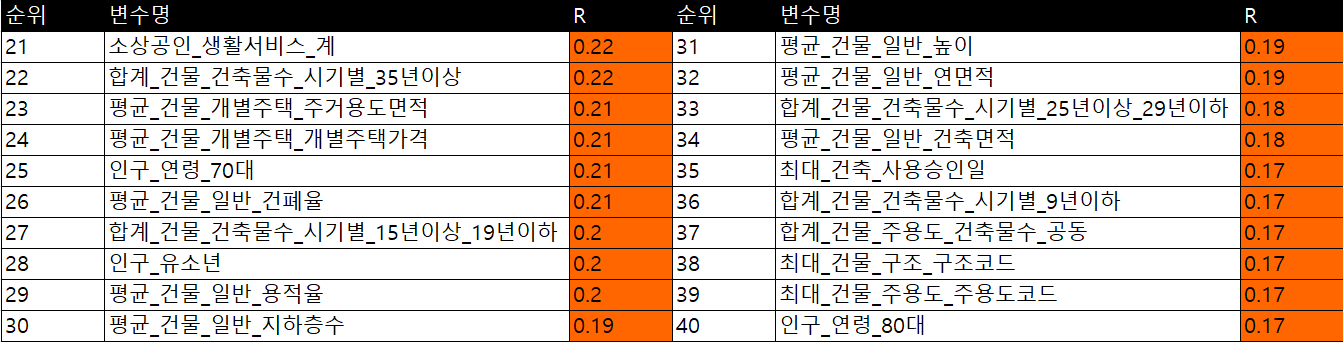 순위 변수명 R 순위 변수명 R
21 소상공인_생활서비스_계 0.22 31 평균_건물_일반_높이 0.19
22 합계_건물_건축물수_시기별_35년이상 0.22 32 평균_건물_일반_연면적 0.19
23 평균_건물_개별주택_주거용도면적 0.21 33 합계_건물_건축물수_시기별_25년이상_29년이하 0.18
24 평균_건물_개별주택_개별주택가격 0.21 34 평균_건물_일반_건축면적 0.18
25 인구_연령_70대 0.21 35 최대_건축_사용승인일 0.17
26 평균_건물_일반_건폐율 0.21 36 합계_건물_건축물수_시기별_9년이하 0.17
27 합계_건물_건축물수_시기별_15년이상_19년이하 0.2 37 합계_건물_주용도_건축물수_공동 0.17
28 인구_유소년 0.2 38 최대_건물_구조_구조코드 0.17
29 평균_건물_일반_용적율 0.2 39 최대_건물_주용도_주용도코드 0.17
30 평균_건물_일반_지하층수 0.19 40 인구_연령_80대 0.17